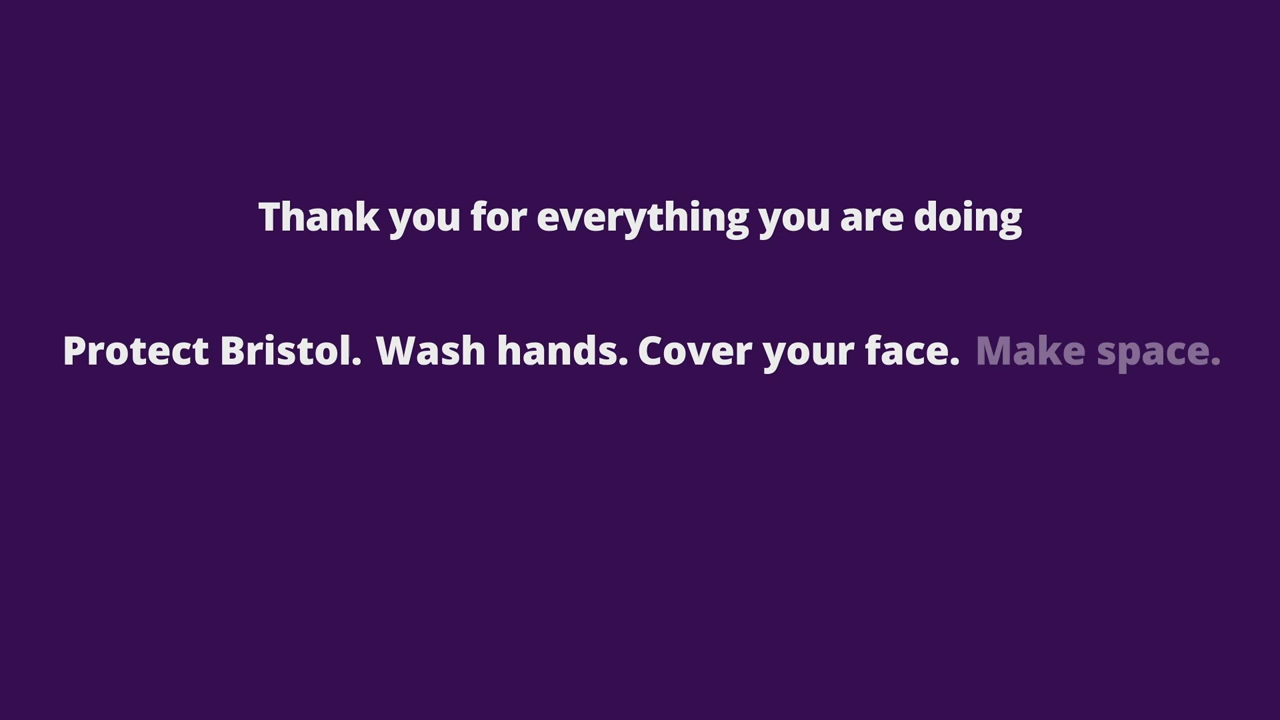 Thank you for everything you are doing
Protect Bristol. Wash hands. Cover your face. Make space.